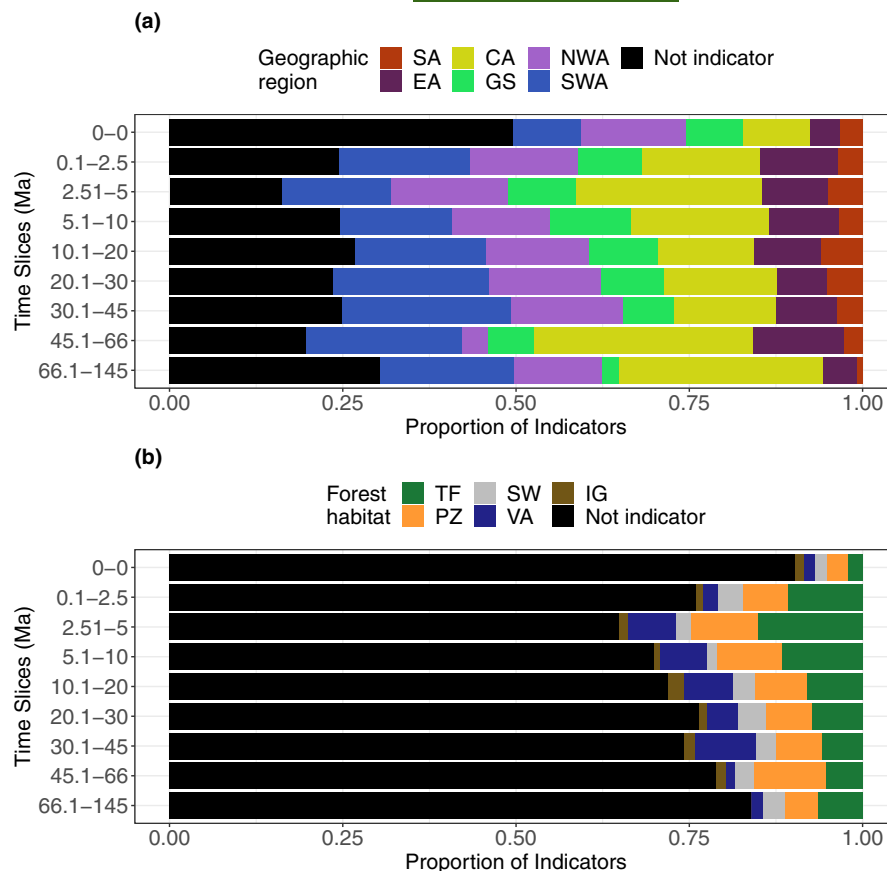 (a)
Geographic region
SA CA NWA Not indicator
EA GS SWA
Time Slices (Ma)
0−0
0.1−2.5
2.51−5
5.1−10
10.1−20
20.1−30
30.1−45
45.1−66
66.1−145
0.00 0.25 0.50 0.75 1.00
Proportion of Indicators
(b)
Forest habitat
TF SW IG
PZ VA Not indicator
Time Slices (Ma)
0−0
0.1−2.5
2.51−5
5.1−10
10.1−20
20.1−30
30.1−45
45.1−66
66.1−145
0.00 0.25 0.50 0.75 1.00
Proportion of Indicators